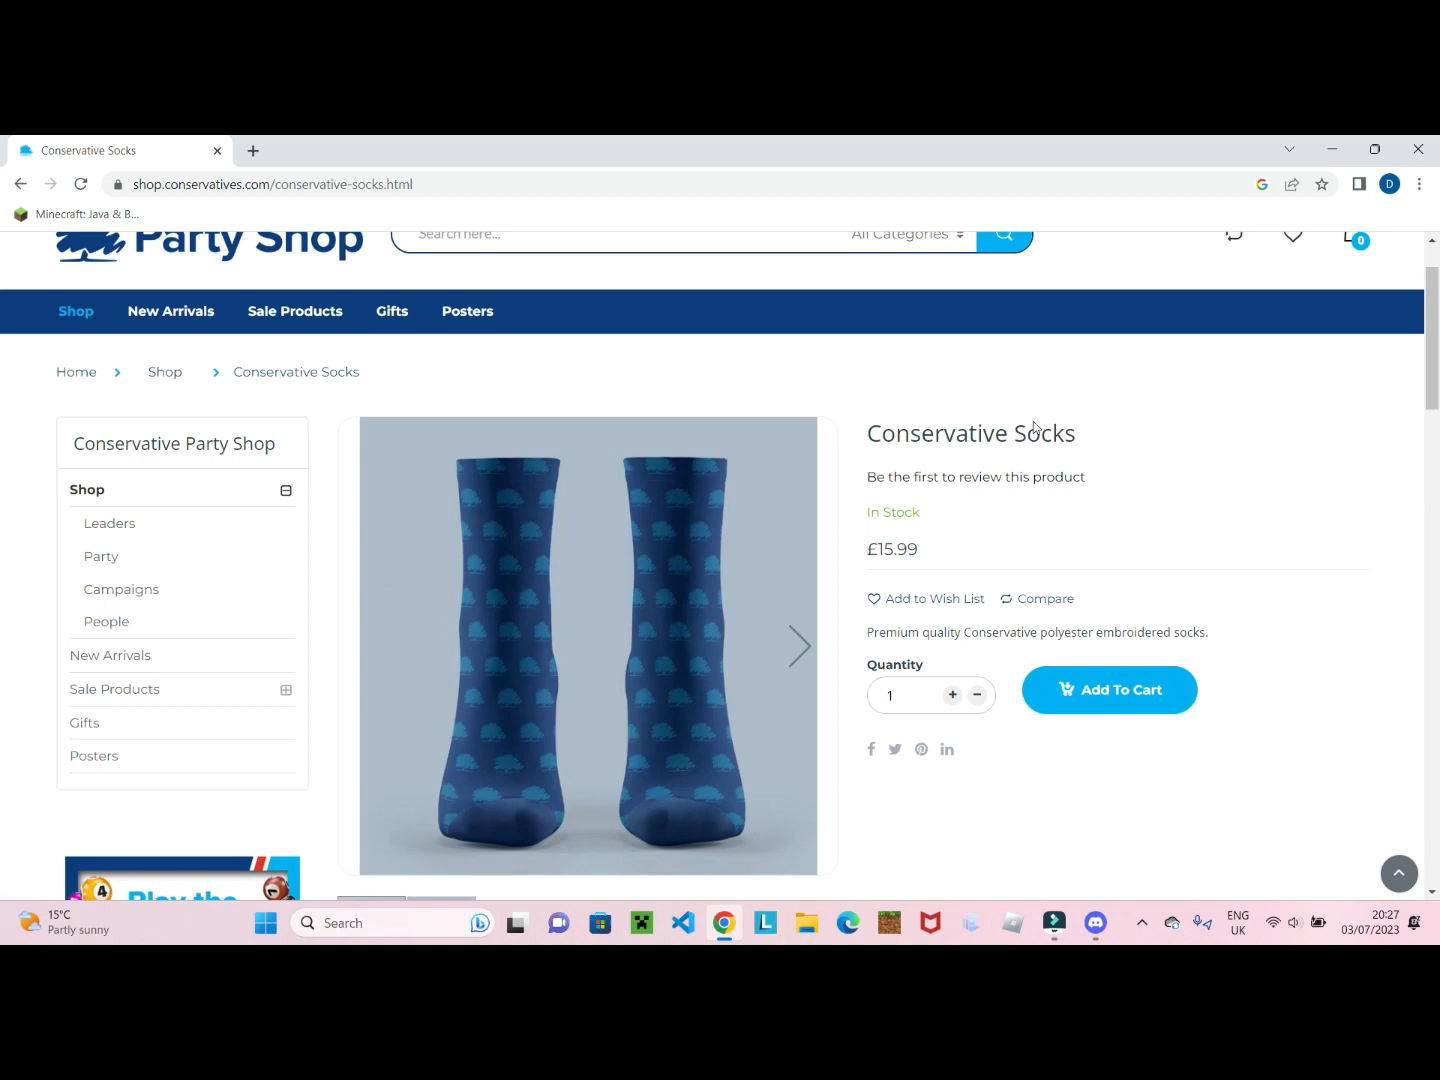 Conservative Socks
shop.conservatives.com/conservative-socks.html
D
Minecraft: Java & B...
Party Shop
Search here...
All Categories
0
Shop
New Arrivals
Sale Products
Gifts
Posters
Home
Shop
Conservative Socks
Conservative Party Shop
Shop
Leaders
Party
Campaigns
People
New Arrivals
Sale Products
Gifts
Posters
Conservative Socks
Be the first to review this product
In Stock
£15.99
Add to Wish List
Compare
Premium quality Conservative polyester embroidered socks.
Quantity
1
Add To Cart
4
Play the
15°C
Partly sunny
Search
ENG
UK
20:27
03/07/2023